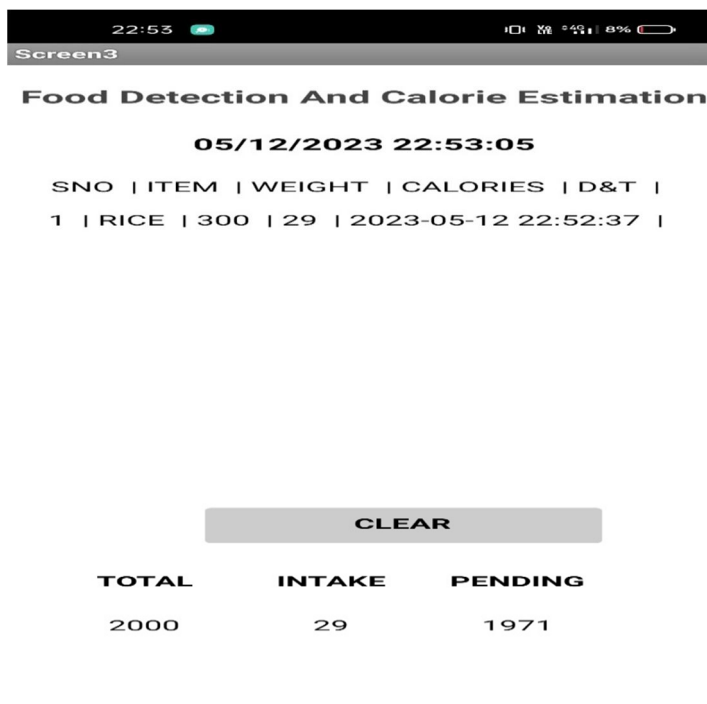 22:53 8%
Screen3
Food Detection And Calorie Estimation
05/12/2023 22:53:05
SNO | ITEM | WEIGHT | CALORIES | D&T |
1 | RICE | 300 | 29 | 2023-05-12 22:52:37 |
CLEAR
TOTAL INTAKE PENDING
2000 29 1971